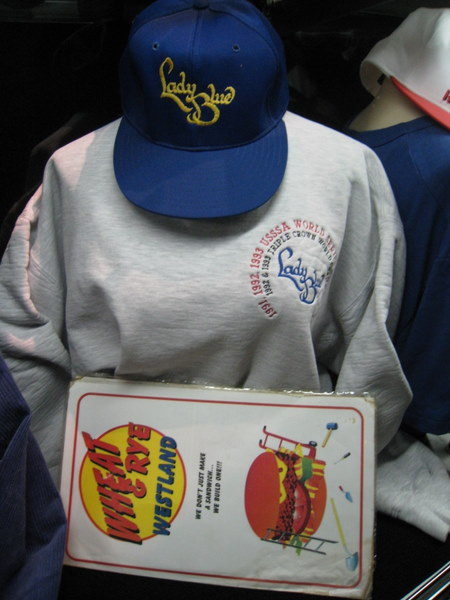 Lady
Blue
1991, 1992, 1993 USSSA WORLD
1992 & 1993 TRIPLE CROWN WORLD
Lady
Blue
WHEAT
& RYE
WESTLAND
WE DON'T JUST MAKE
A SANDWICH...
WE BUILD ONE!!!